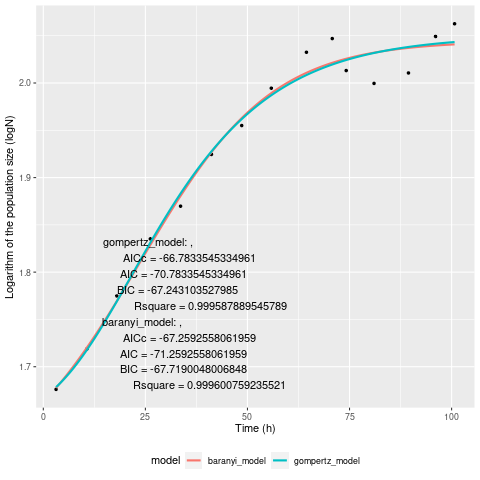 Logarithm of the population size (logN)
2.0
1.9
1.8
1.7
gompertz_model: ,
AICc = -66.7833545334961
AIC = -70.7833545334961
BIC = -67.243103527985
Rsquare = 0.999587889545789
baranyi_model: ,
AICc = -67.2592558061959
AIC = -71.2592558061959
BIC = -67.7190048006848
Rsquare = 0.999600759235521
0 25 50 75 100
Time (h)
model baranyi_model gompertz_model